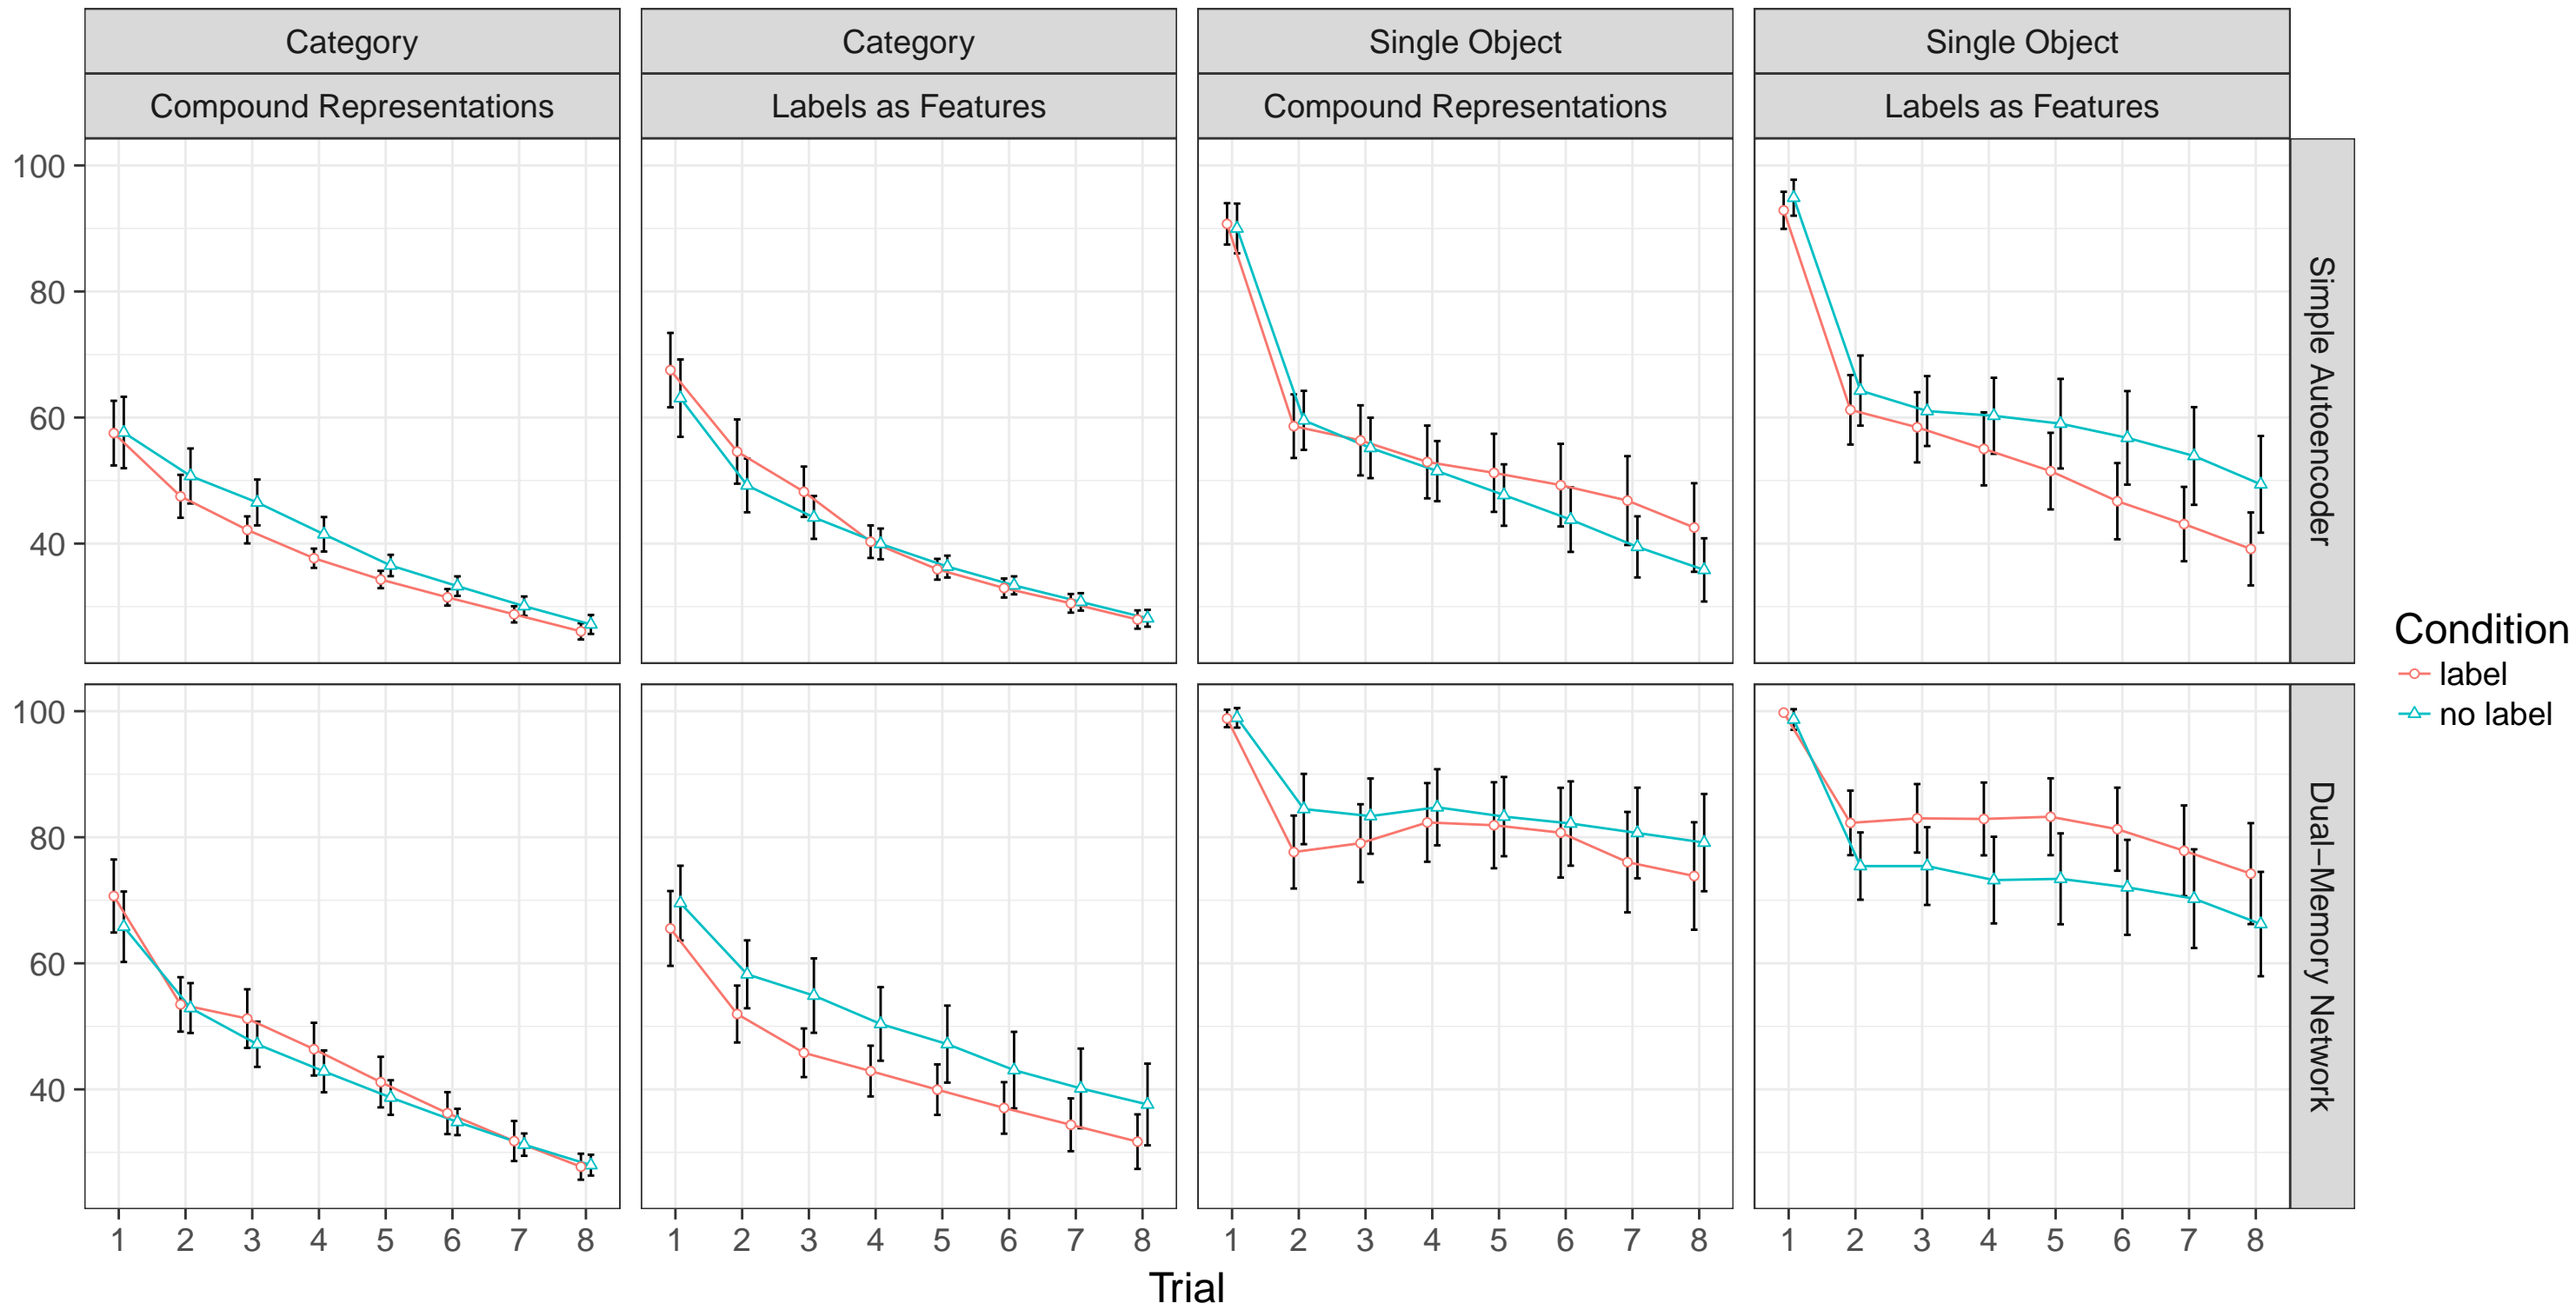 Category
Category
Single Object
Single Object
Compound Representations
Labels as Features
Compound Representations
Labels as Features
100
80
60
40
Simple Autoencoder
100
80
60
40
Dual−Memory Network
1 2 3 4 5 6 7 8
1 2 3 4 5 6 7 8
1 2 3 4 5 6 7 8
1 2 3 4 5 6 7 8
Trial
Condition
label
no label